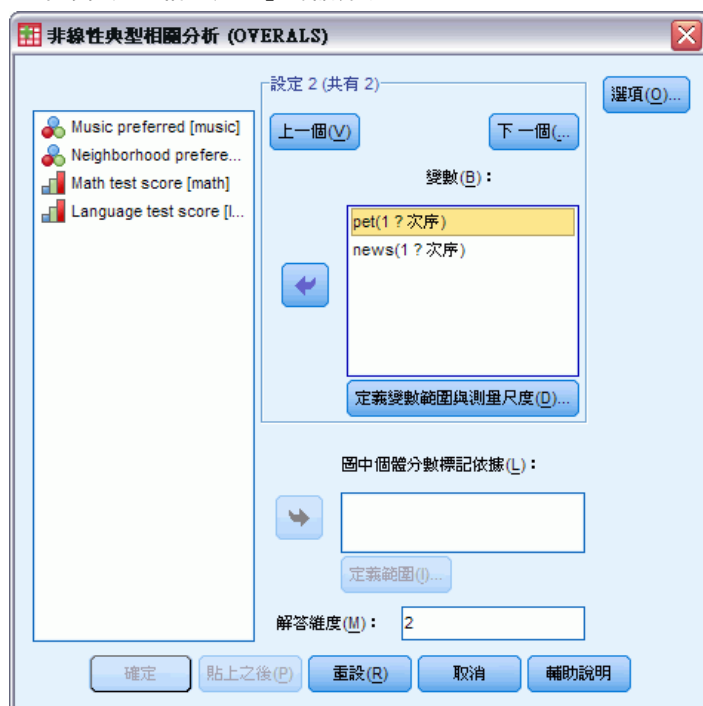 非線性典型相關分析 (OVERALS)
設定 2 (共有 2)
選項(O)...
上一個(V)
下一個(...
Music preferred [music]
Neighborhood prefere...
Math test score [math]
Language test score [l...
變數(B)：
pet(1 ? 次序)
news(1 ? 次序)
定義變數範圍與測量尺度(D)...
圖中個體分數標記依據(L)：
定義範圍(I)...
解答維度(M)：
2
確定
貼上之後(P)
重設(R)
取消
輔助說明